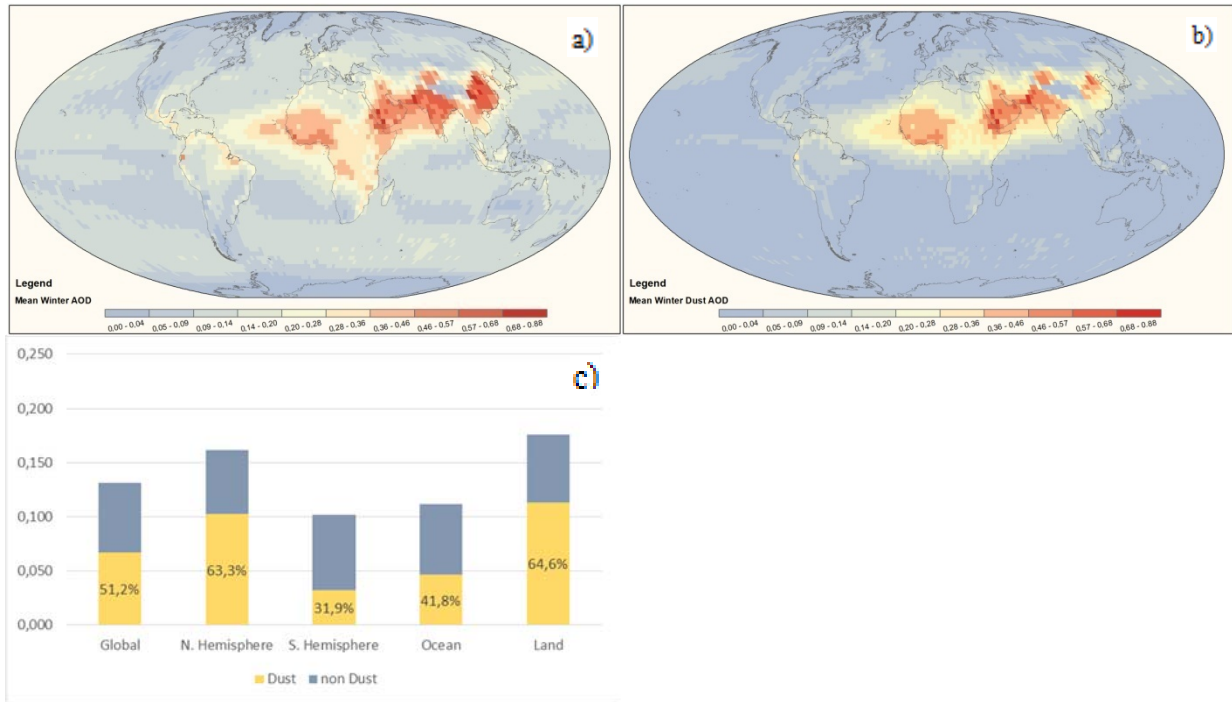 a)
Legend
Mean Winter AOD
0,00 - 0,04 0,05 - 0,09 0,09 - 0,14 0,14 - 0,20 0,20 - 0,28 0,28 - 0,36 0,36 - 0,46 0,46 - 0,57 0,57 - 0,68 0,68 - 0,88
b)
Legend
Mean Winter Dust AOD
0,00 - 0,04 0,05 - 0,09 0,09 - 0,14 0,14 - 0,20 0,20 - 0,28 0,28 - 0,36 0,36 - 0,46 0,46 - 0,57 0,57 - 0,68 0,68 - 0,88
c)
0,250
0,200
0,150
0,100
0,050
0,000
51,2% 63,3% 31,9% 41,8% 64,6%
Global N. Hemisphere S. Hemisphere Ocean Land
Dust non Dust